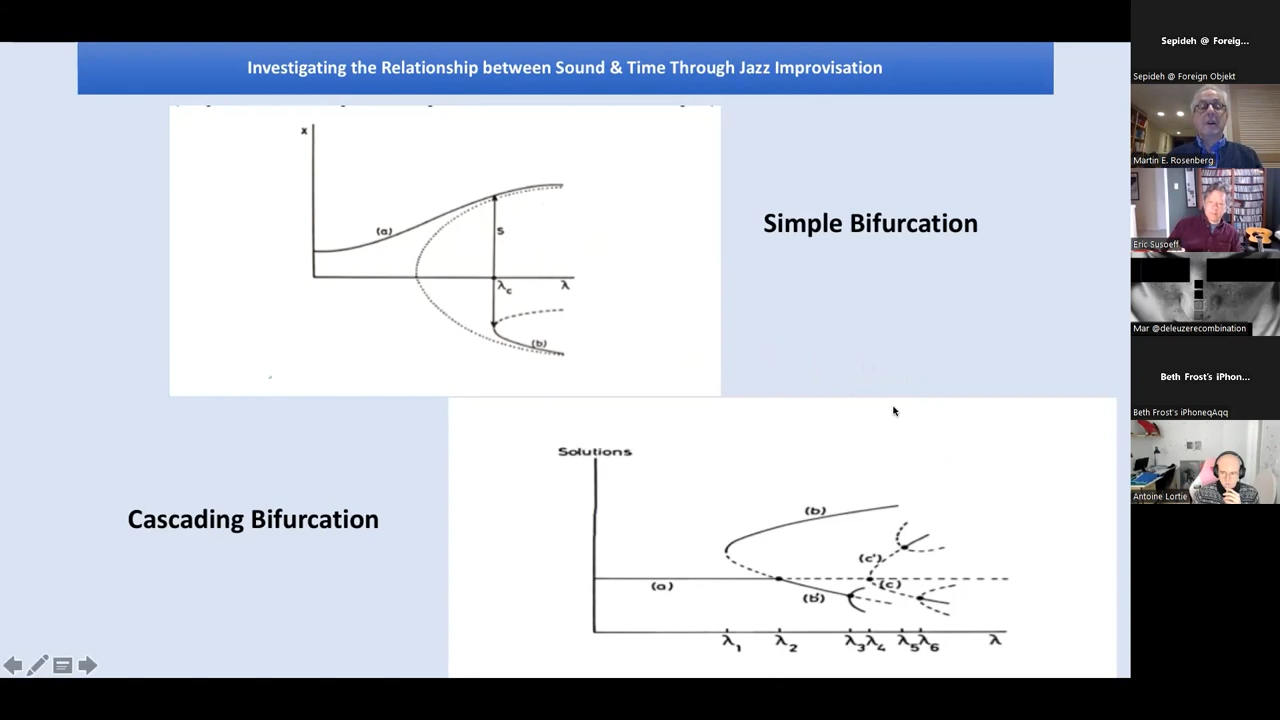 Investigating the Relationship between Sound & Time Through Jazz Improvisation
X
(a)
S
λc
λ
(b)
Simple Bifurcation
Cascading Bifurcation
Solutions
(b)
(c')
(a)
(c)
(b')
λ1 λ2 λ3 λ4 λ5 λ6 λ
Sepideh @ Foreig...
Sepideh @ Foreign Objekt
Martin E. Rosenberg
Eric Susoeff
Mar @deleuzerecombination
Beth Frost's iPhon...
Beth Frost's iPhoneqAqq
Antoine Lortie